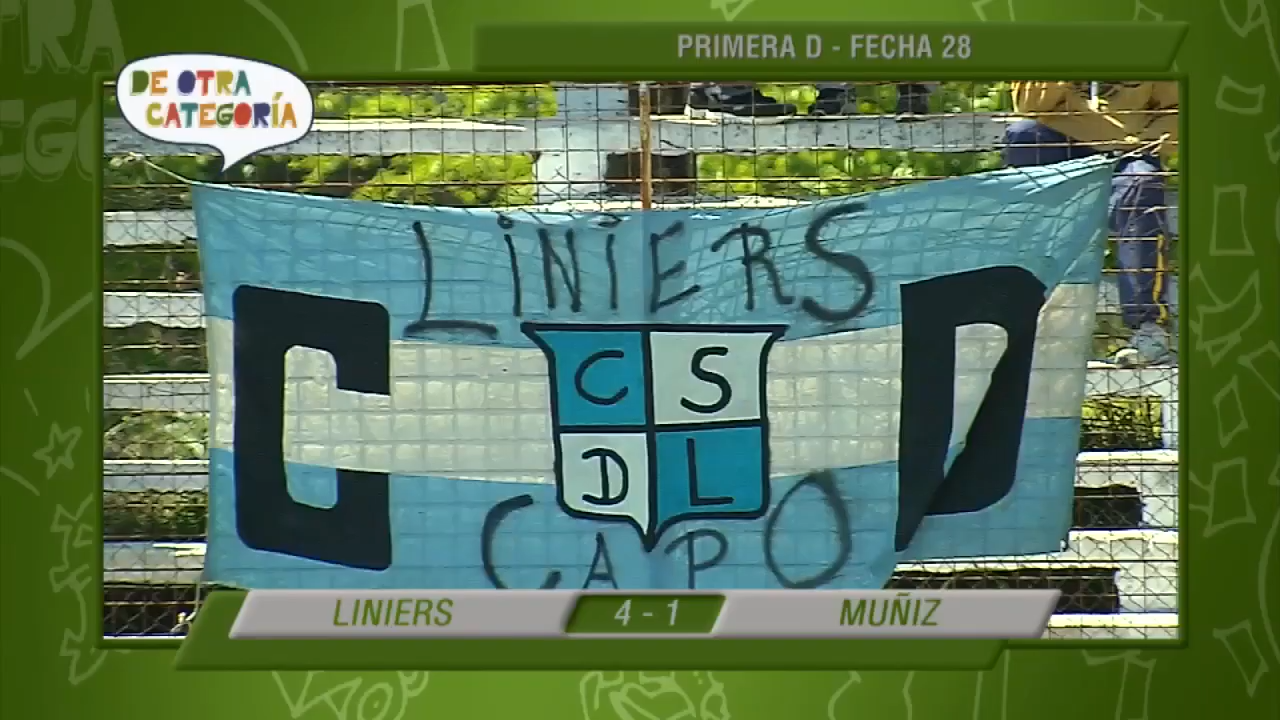 PRIMERA D - FECHA 28
DE OTRA
CATEGORÍA
LINIERS
C D
C S
D L
CAPO
LINIERS 4 - 1 MUÑIZ